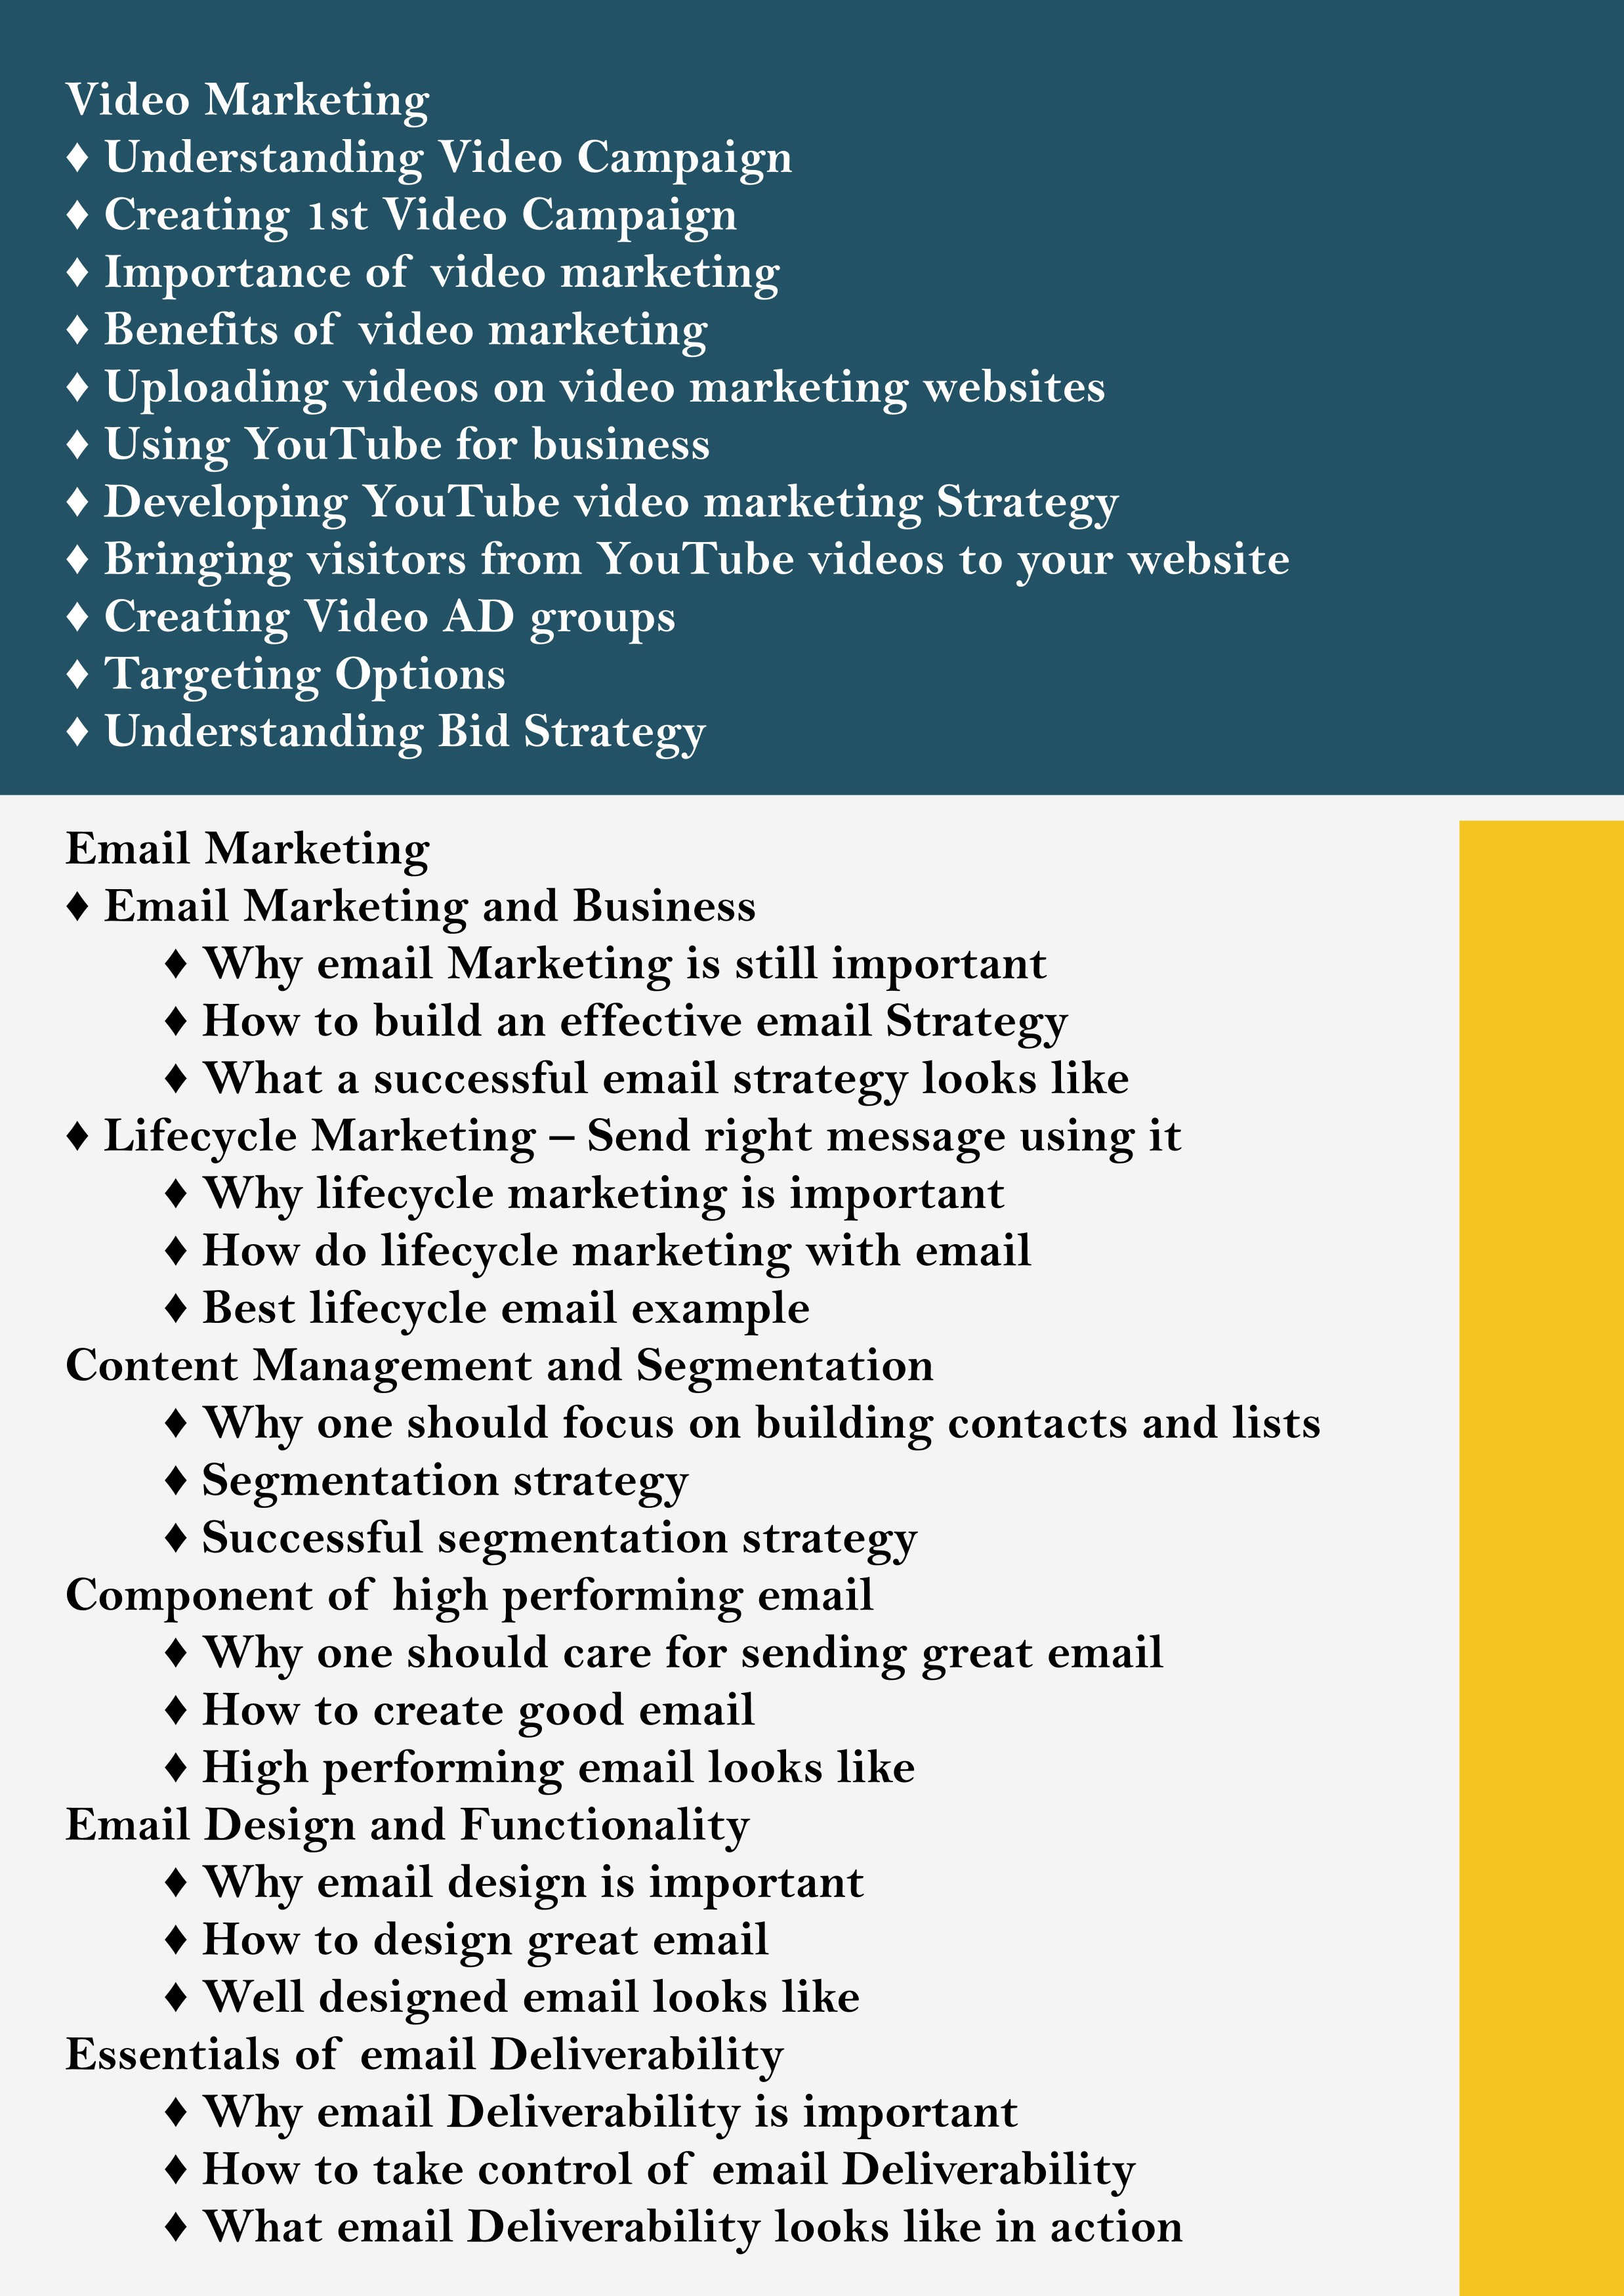 Video Marketing
♦ Understanding Video Campaign
♦ Creating 1st Video Campaign
♦ Importance of video marketing
♦ Benefits of video marketing
♦ Uploading videos on video marketing websites
♦ Using YouTube for business
♦ Developing YouTube video marketing Strategy
♦ Bringing visitors from YouTube videos to your website
♦ Creating Video AD groups
♦ Targeting Options
♦ Understanding Bid Strategy
Email Marketing
♦ Email Marketing and Business
♦ Why email Marketing is still important
♦ How to build an effective email Strategy
♦ What a successful email strategy looks like
♦ Lifecycle Marketing – Send right message using it
♦ Why lifecycle marketing is important
♦ How do lifecycle marketing with email
♦ Best lifecycle email example
Content Management and Segmentation
♦ Why one should focus on building contacts and lists
♦ Segmentation strategy
♦ Successful segmentation strategy
Component of high performing email
♦ Why one should care for sending great email
♦ How to create good email
♦ High performing email looks like
Email Design and Functionality
♦ Why email design is important
♦ How to design great email
♦ Well designed email looks like
Essentials of email Deliverability
♦ Why email Deliverability is important
♦ How to take control of email Deliverability
♦ What email Deliverability looks like in action